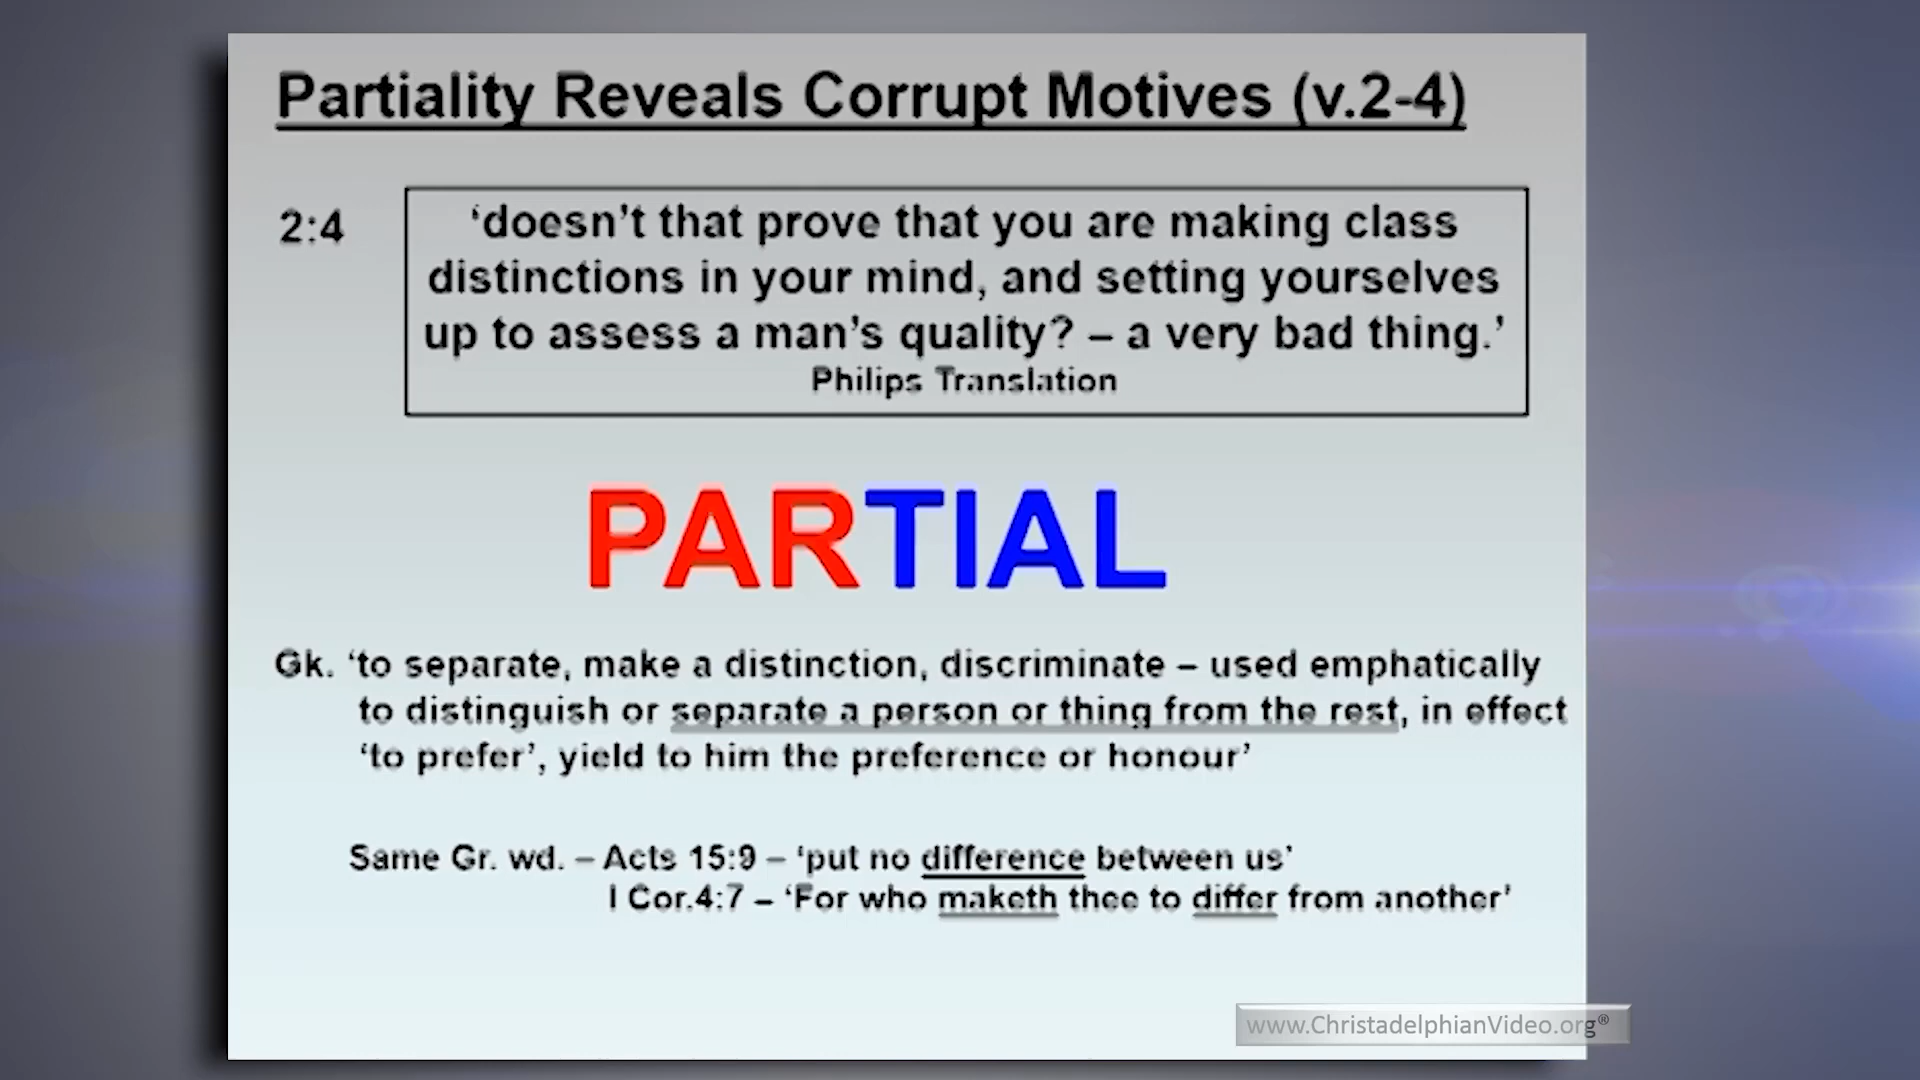 Partiality Reveals Corrupt Motives (v.2-4)
2:4
‘doesn’t that prove that you are making class
distinctions in your mind, and setting yourselves
up to assess a man’s quality? – a very bad thing.’
Philips Translation
PARTIAL
Gk. ‘to separate, make a distinction, discriminate – used emphatically
to distinguish or separate a person or thing from the rest, in effect
‘to prefer’, yield to him the preference or honour’
Same Gr. wd. – Acts 15:9 – ‘put no difference between us’
I Cor.4:7 – ‘For who maketh thee to differ from another’
www.ChristadelphianVideo.org®